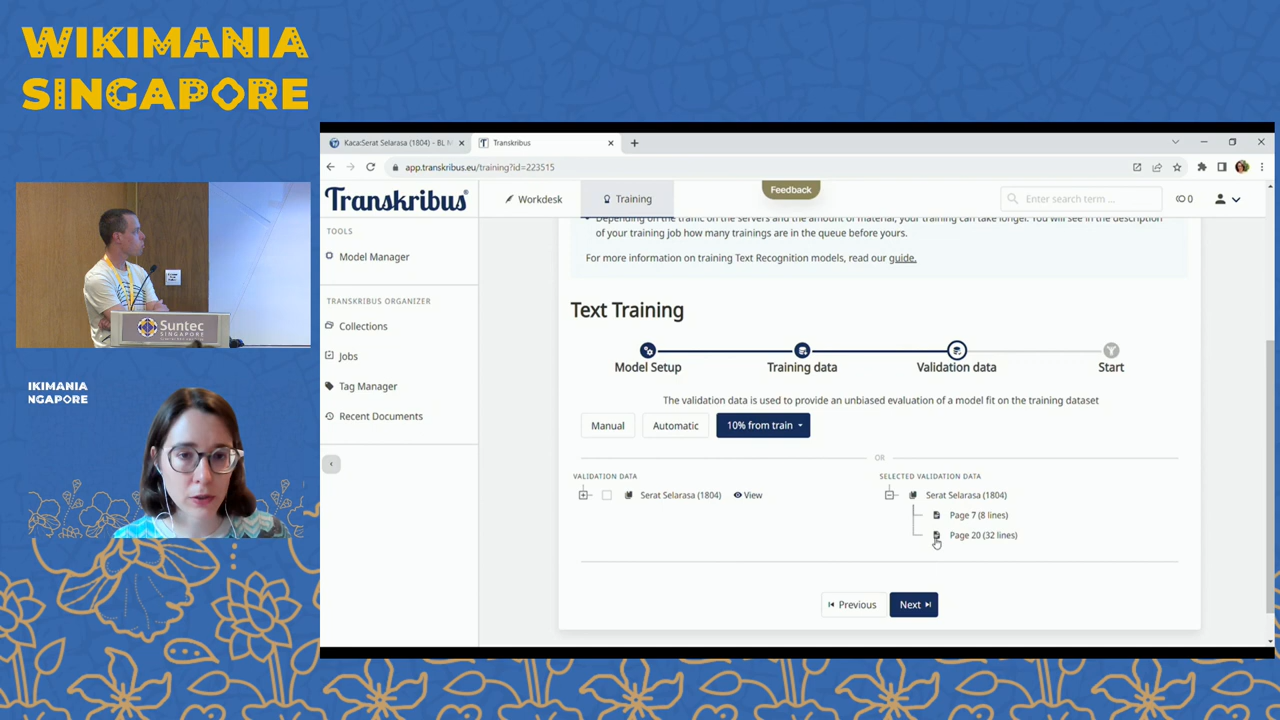 WIKIMANIA
SINGAPORE
Suntec
SINGAPORE
IKIMANIA
NGAPORE
Kaca:Serat Selarasa (1804) - BL M
Transkribus
app.transkribus.eu/training?id=223515
Transkribus
Workdesk
Training
Feedback
Enter search term ...
0
TOOLS
Model Manager
TRANSKRIBUS ORGANIZER
Collections
Jobs
Tag Manager
Recent Documents
Depending on the traffic on the servers and the amount of material, your training can take longer. You will see in the description
of your training job how many trainings are in the queue before yours.
For more information on training Text Recognition models, read our guide.
Text Training
Model Setup
Training data
Validation data
Start
The validation data is used to provide an unbiased evaluation of a model fit on the training dataset
Manual
Automatic
10% from train
OR
VALIDATION DATA
Serat Selarasa (1804)
View
SELECTED VALIDATION DATA
Serat Selarasa (1804)
Page 7 (8 lines)
Page 20 (32 lines)
Previous
Next